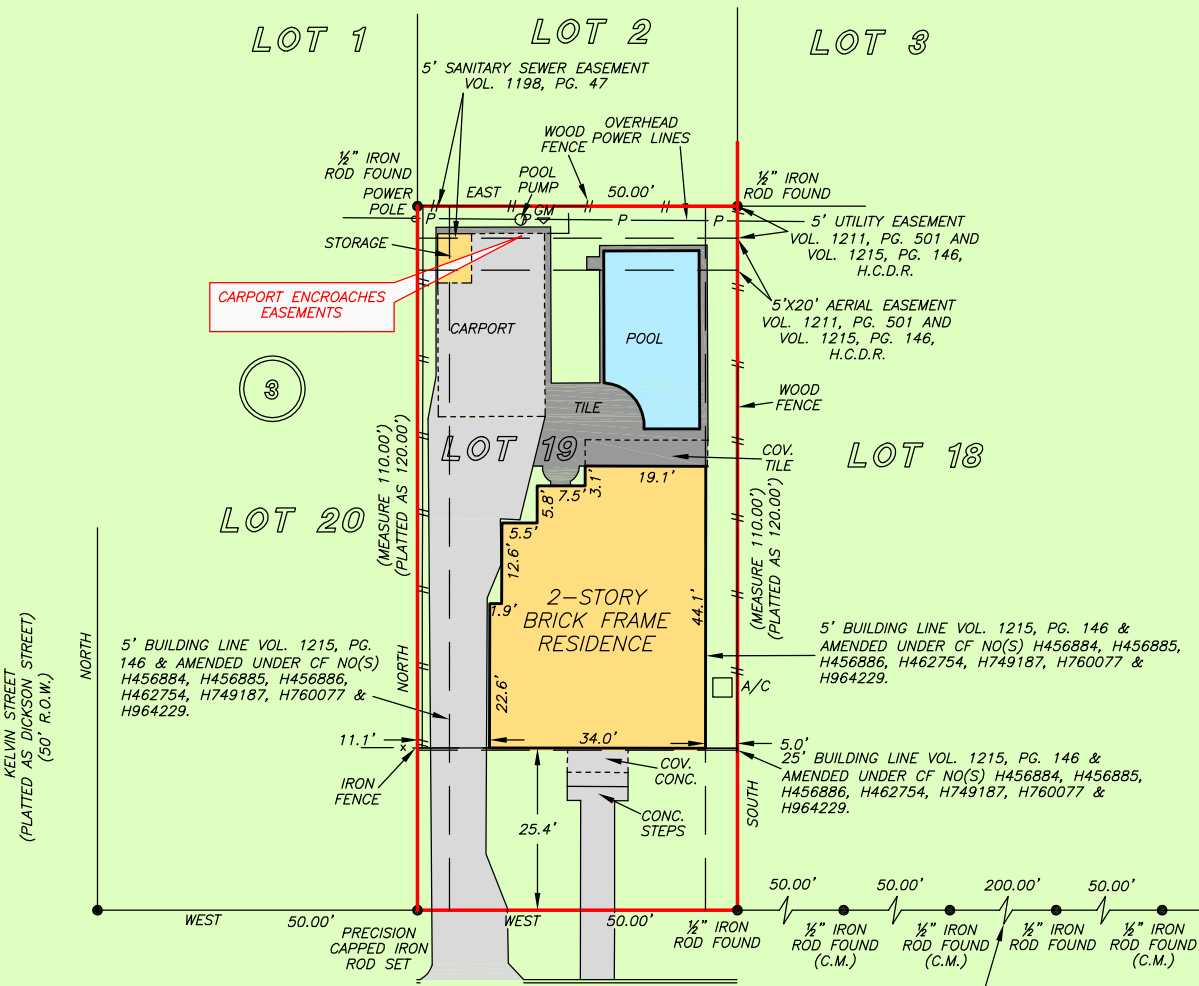 LOT 1
LOT 2
LOT 3
5' SANITARY SEWER EASEMENT
VOL. 1198, PG. 47
WOOD
FENCE
OVERHEAD
POWER LINES
½" IRON
ROD FOUND
POOL
PUMP
½" IRON
ROD FOUND
POWER
POLE
EAST
50.00'
P
P
GM
P
P
STORAGE
5' UTILITY EASEMENT
VOL. 1211, PG. 501 AND
VOL. 1215, PG. 146,
H.C.D.R.
CARPORT ENCROACHES
EASEMENTS
5'X20' AERIAL EASEMENT
VOL. 1211, PG. 501 AND
VOL. 1215, PG. 146,
H.C.D.R.
CARPORT
POOL
3
WOOD
FENCE
TILE
(MEASURE 110.00')
(PLATTED AS 120.00')
LOT 19
COV.
TILE
LOT 18
3.1'
19.1'
7.5'
5.8'
(MEASURE 110.00')
(PLATTED AS 120.00')
LOT 20
5.5'
12.6'
2-STORY
BRICK FRAME
RESIDENCE
1.9'
44.1'
KELVIN STREET
(PLATTED AS DICKSON STREET)
(50' R.O.W.)
NORTH
5' BUILDING LINE VOL. 1215, PG.
146 & AMENDED UNDER CF NO(S)
H456884, H456885, H456886,
H462754, H749187, H760077 &
H964229.
NORTH
5' BUILDING LINE VOL. 1215, PG. 146 &
AMENDED UNDER CF NO(S) H456884, H456885,
H456886, H462754, H749187, H760077 &
H964229.
22.6'
A/C
11.1'
x
34.0'
5.0'
IRON
FENCE
COV.
CONC.
25' BUILDING LINE VOL. 1215, PG. 146 &
AMENDED UNDER CF NO(S) H456884, H456885,
H456886, H462754, H749187, H760077 &
H964229.
SOUTH
CONC.
STEPS
25.4'
WEST
50.00'
WEST
50.00'
50.00'
50.00'
200.00'
50.00'
PRECISION
CAPPED IRON
ROD SET
½" IRON
ROD FOUND
½" IRON
ROD FOUND
(C.M.)
½" IRON
ROD FOUND
(C.M.)
½" IRON
ROD FOUND
½" IRON
ROD FOUND
(C.M.)